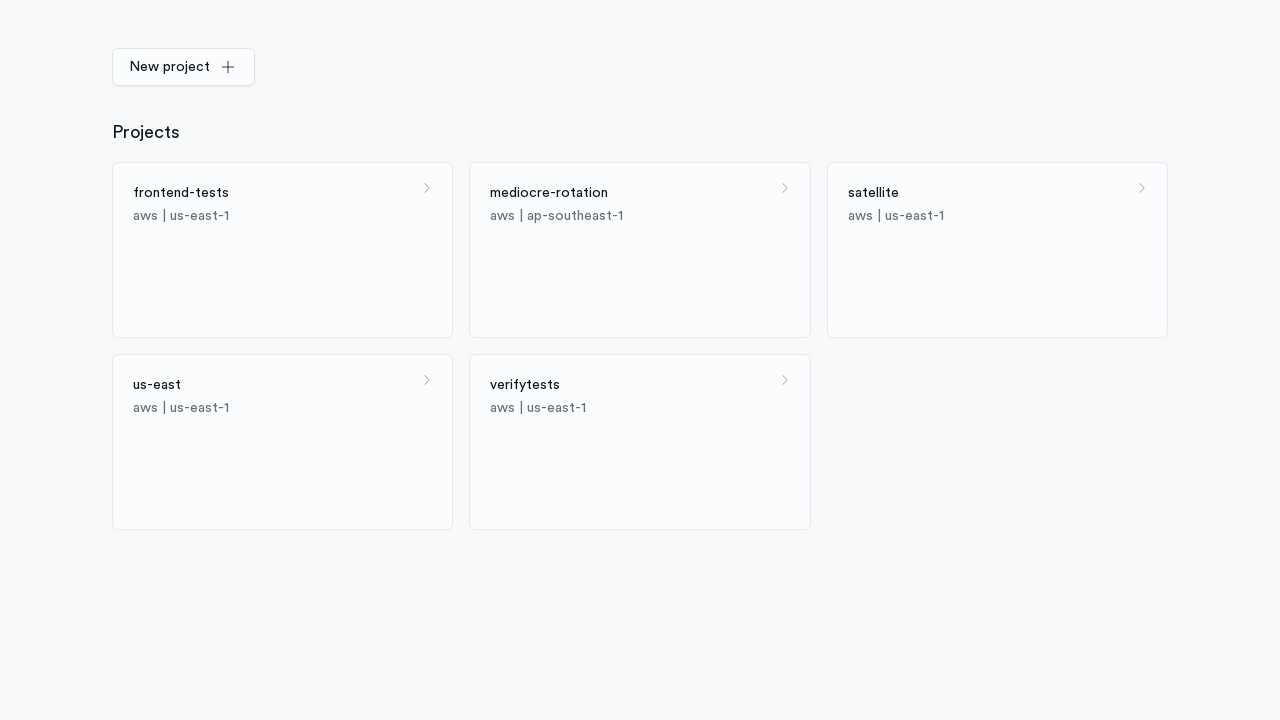 New project
Projects
frontend-tests
aws | us-east-1
mediocre-rotation
aws | ap-southeast-1
satellite
aws | us-east-1
us-east
aws | us-east-1
verifytests
aws | us-east-1